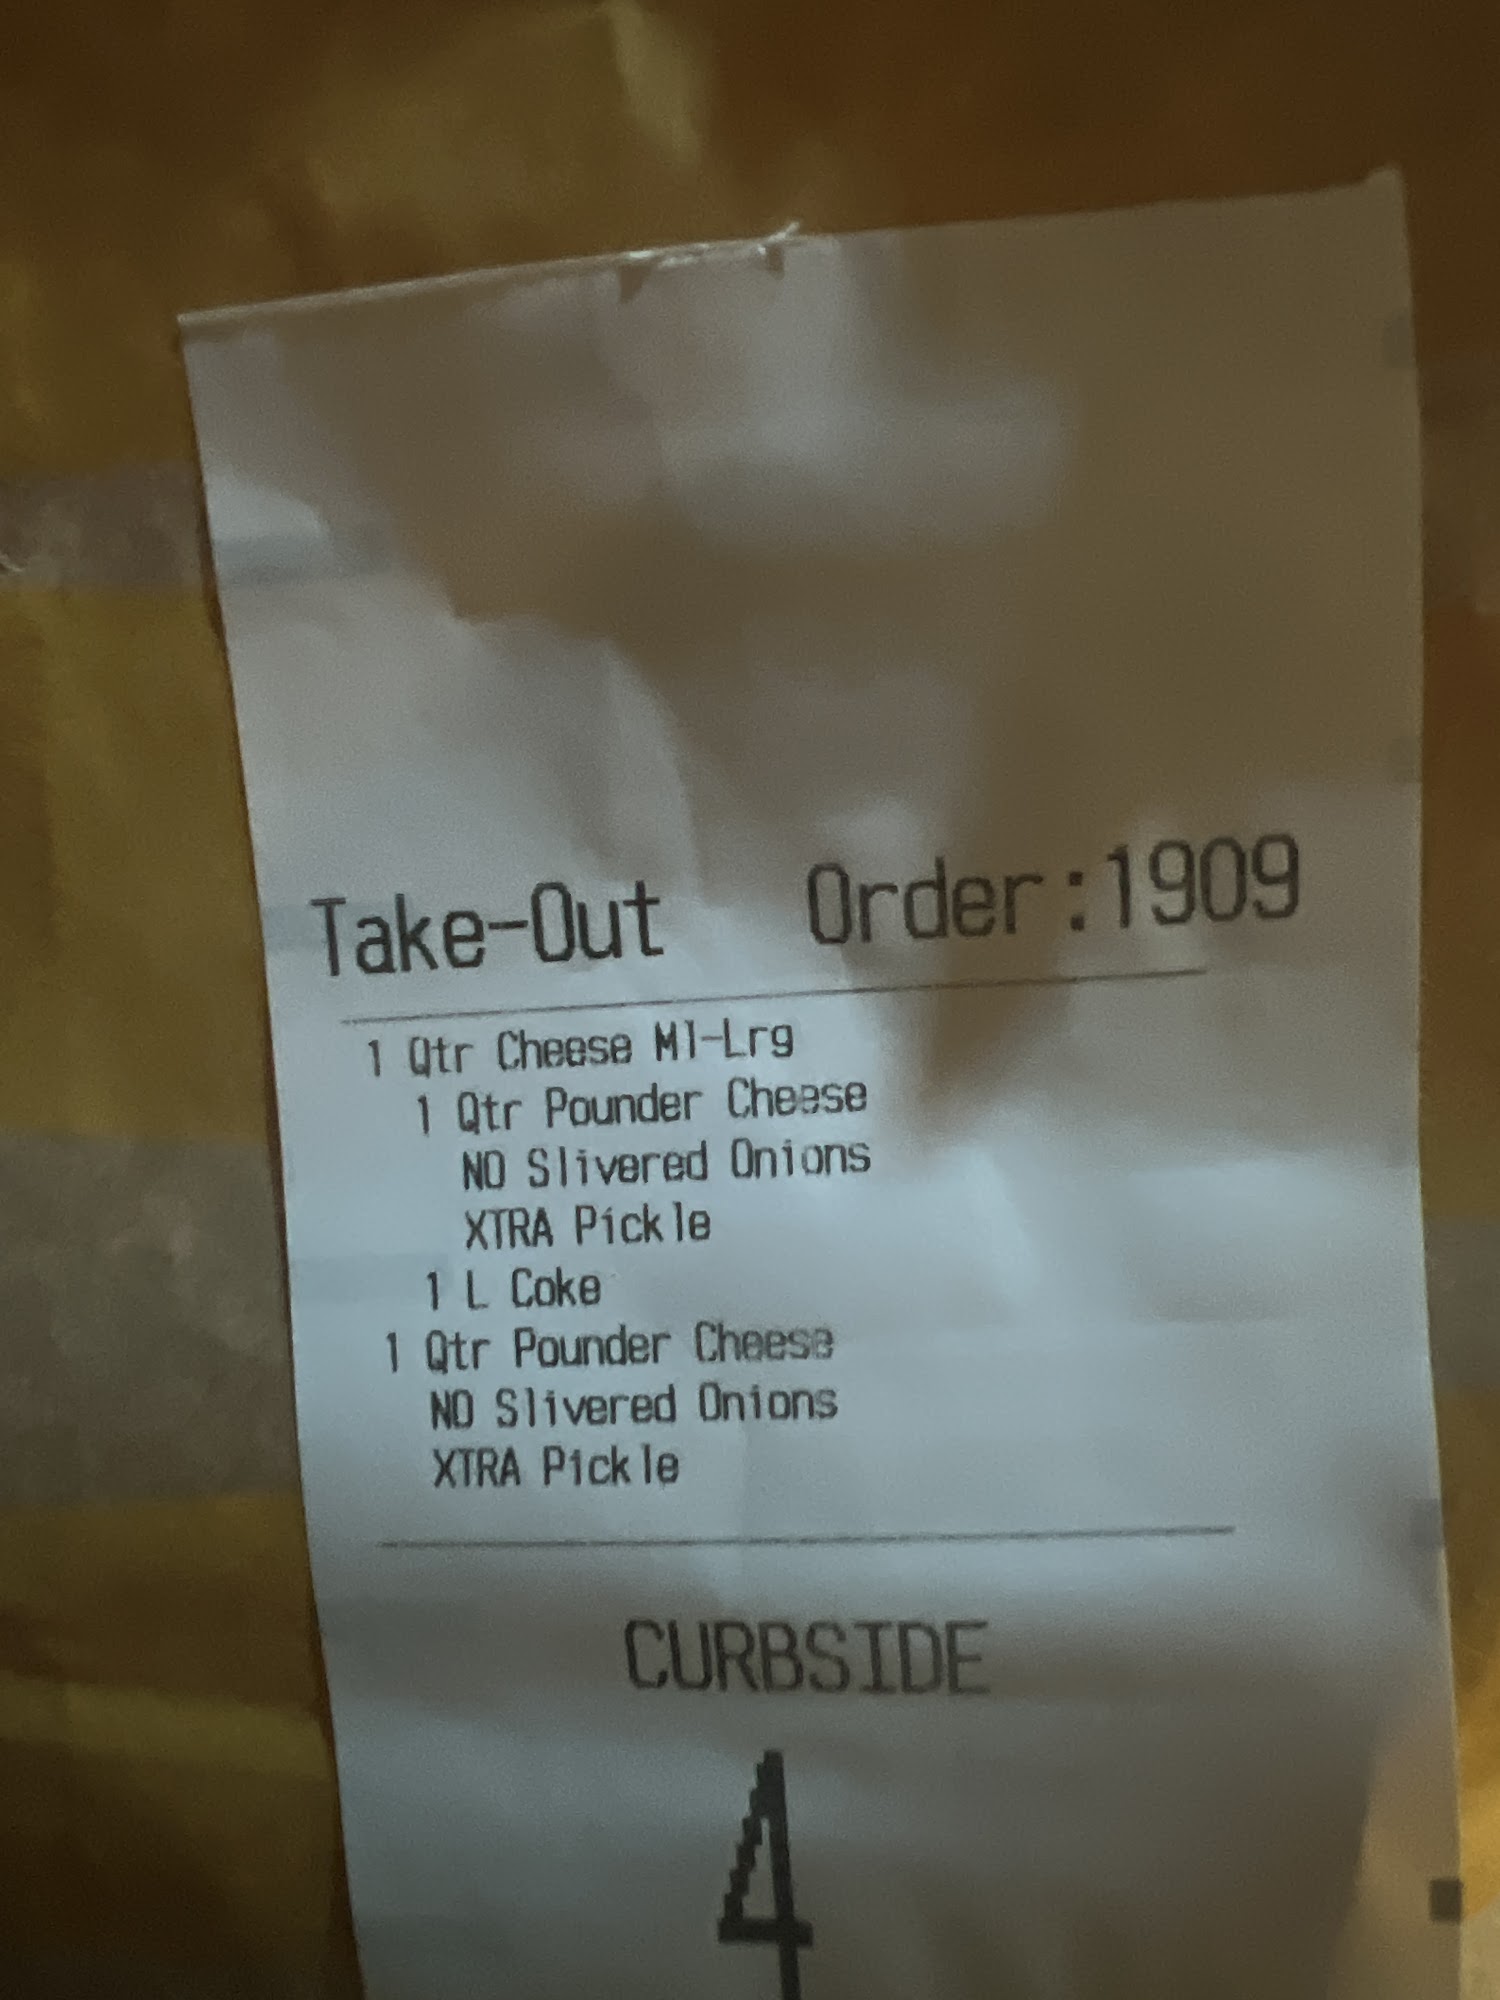 Take-Out Order:1909
1 Qtr Cheese Ml-Lrg
1 Qtr Pounder Cheese
NO Slivered Onions
XTRA Pickle
1 L Coke
1 Qtr Pounder Cheese
NO Slivered Onions
XTRA Pickle
CURBSIDE
4